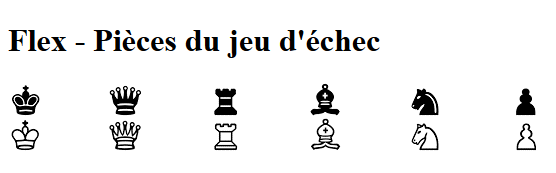 Flex - Pièces du jeu d'échec
♚ ♛ ♜ ♝ ♞ ♟
♔ ♕ ♖ ♗ ♘ ♙